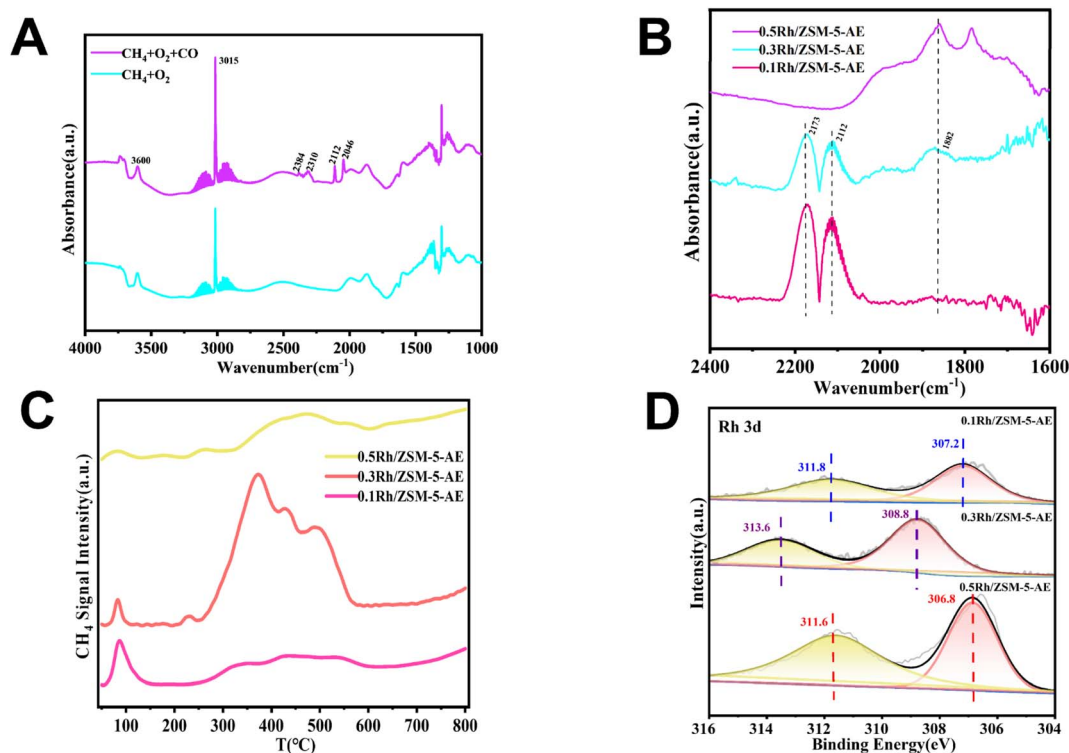 A
CH4+O2+CO
CH4+O2
3015
3600
2384
2310
2112
2046
Absorbance(a.u.)
4000 3500 3000 2500 2000 1500 1000
Wavenumber(cm-1)
B
0.5Rh/ZSM-5-AE
0.3Rh/ZSM-5-AE
0.1Rh/ZSM-5-AE
2173
2112
1882
Absorbance(a.u.)
2400 2200 2000 1800 1600
Wavenumber(cm-1)
C
0.5Rh/ZSM-5-AE
0.3Rh/ZSM-5-AE
0.1Rh/ZSM-5-AE
CH4 Signal Intensity(a.u.)
100 200 300 400 500 600 700 800
T(°C)
D
Rh 3d
0.1Rh/ZSM-5-AE
307.2
311.8
0.3Rh/ZSM-5-AE
308.8
313.6
0.5Rh/ZSM-5-AE
306.8
311.6
Intensity(a.u.)
316 314 312 310 308 306 304
Binding Energy(eV)